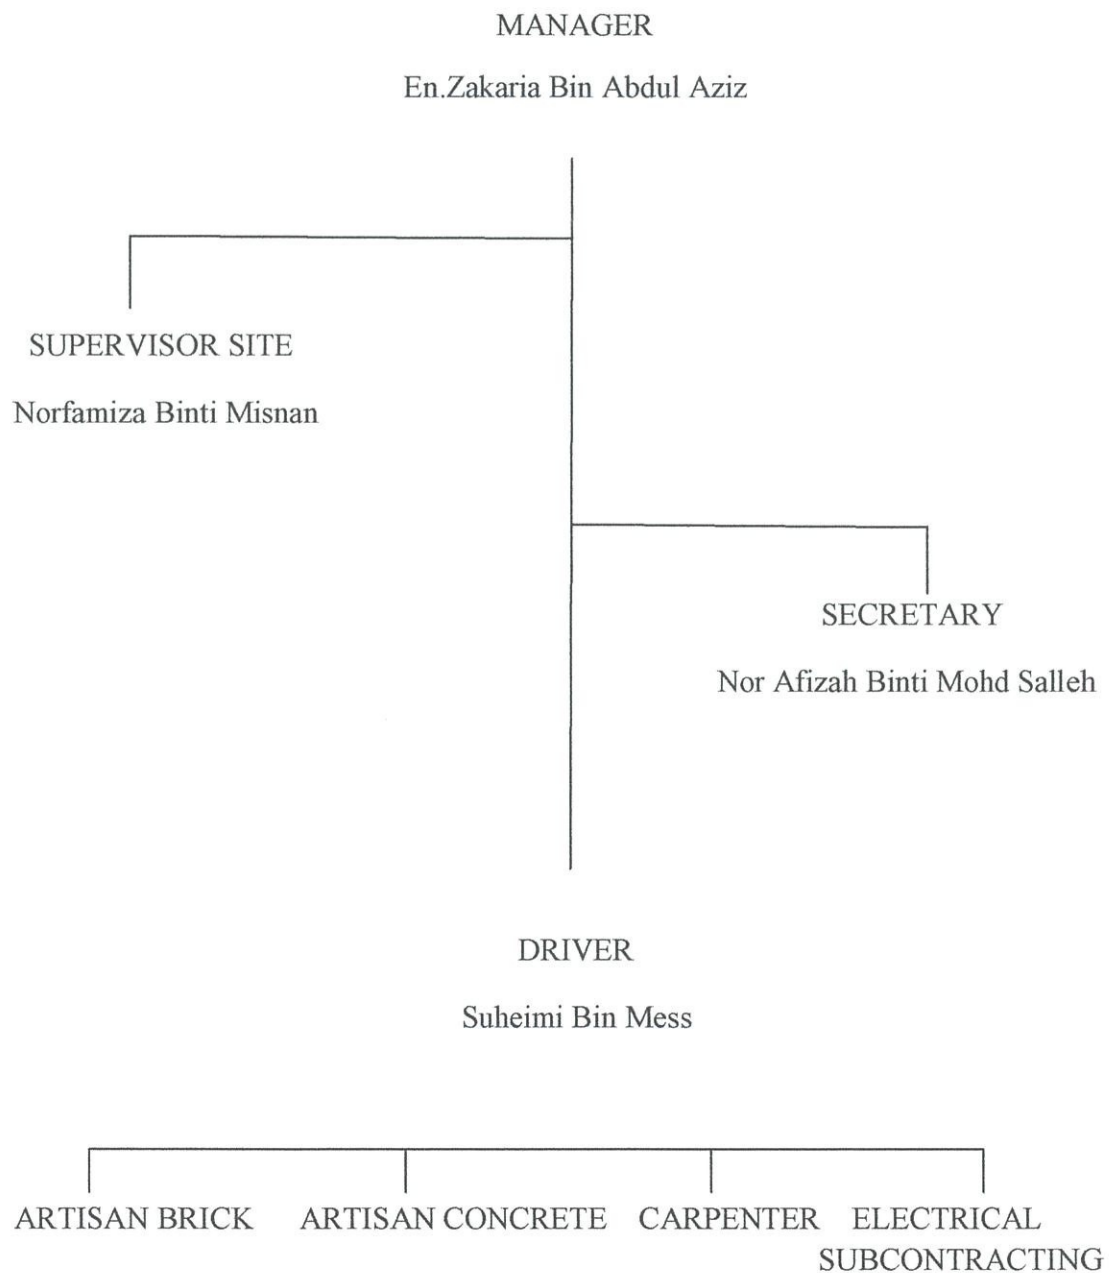 MANAGER
En.Zakaria Bin Abdul Aziz
SUPERVISOR SITE
Norfamiza Binti Misnan
SECRETARY
Nor Afizah Binti Mohd Salleh
DRIVER
Suheimi Bin Mess
ARTISAN BRICK
ARTISAN CONCRETE
CARPENTER
ELECTRICAL
SUBCONTRACTING